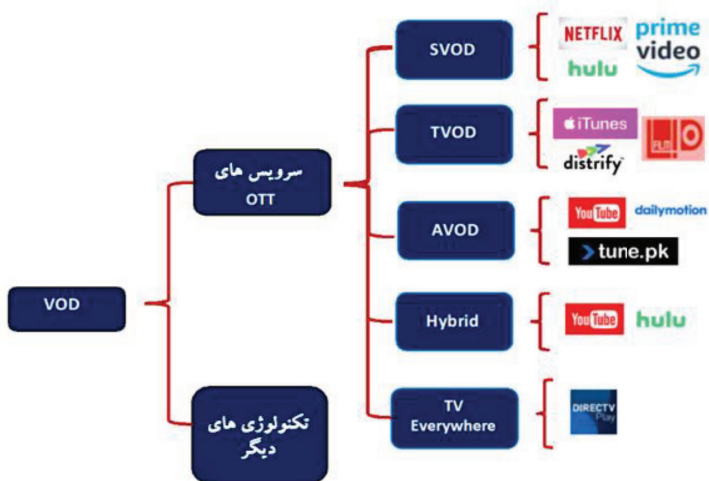 VOD
سرویس های
OTT
تکنولوژی های
دیگر
SVOD
NETFLIX
prime
video
hulu
TVOD
iTunes
distrify
AVOD
YouTube
dailymotion
tune.pk
Hybrid
YouTube
hulu
TV
Everywhere
DIRECTV
Play